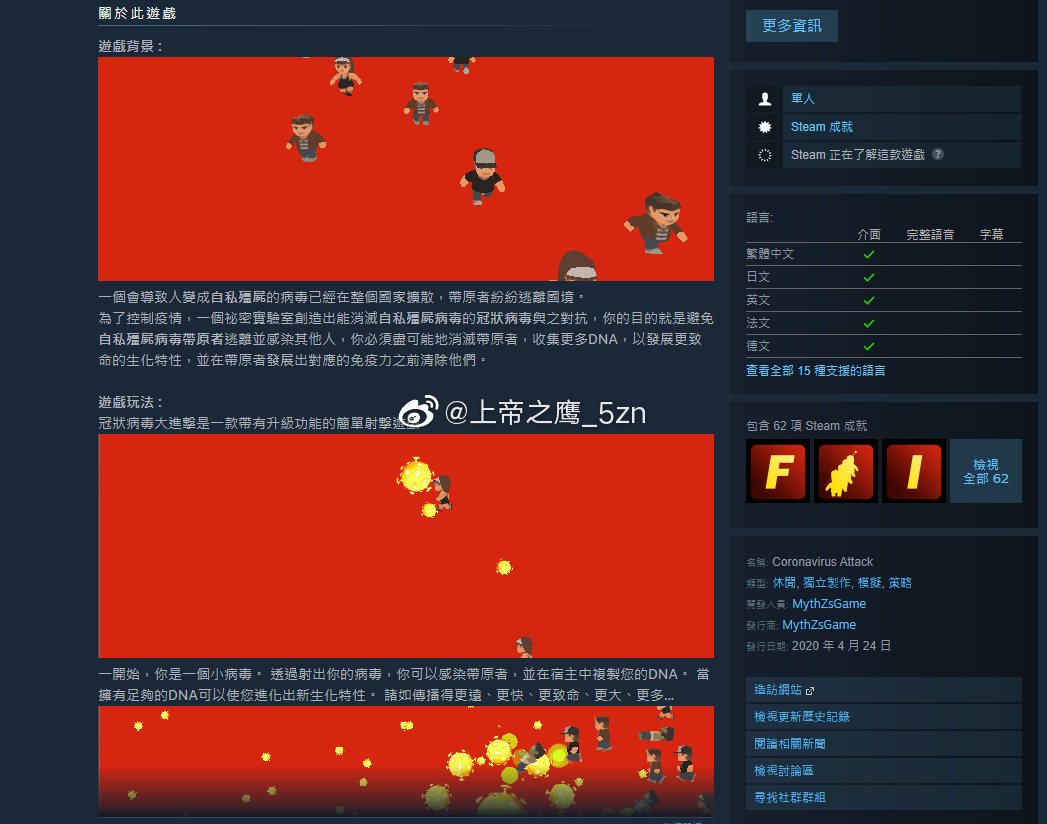 關於此遊戲
遊戲背景：
一個會導致人變成自私殭屍的病毒已經在整個國家擴散，帶原者紛紛逃離國境。
為了控制疫情，一個祕密實驗室創造出能消滅自私殭屍病毒的冠狀病毒與之對抗，你的目的就是避免
自私殭屍病毒帶原者逃離並感染其他人，你必須盡可能地消滅帶原者，收集更多DNA，以發展更致
命的生化特性，並在帶原者發展出對應的免疫力之前清除他們。
遊戲玩法：
冠狀病毒大進擊是一款帶有升級功能的簡單射擊遊
@上帝之鹰_5zn
一開始，你是一個小病毒。 透過射出你的病毒，你可以感染帶原者，並在宿主中複製您的DNA。 當
擁有足夠的DNA可以使您進化出新生化特性。 諸如傳播得更遠、更快、更致命、更大、更多...
更多資訊
單人
Steam 成就
Steam 正在了解這款遊戲 ?
語言:
介面 完整語音 字幕
繁體中文 ✓
日文 ✓
英文 ✓
法文 ✓
德文 ✓
查看全部 15 種支援的語言
包含 62 項 Steam 成就
F I
檢視
全部 62
名稱: Coronavirus Attack
類型: 休閒, 獨立製作, 模擬, 策略
開發人員: MythZsGame
發行商: MythZsGame
發行日期: 2020 年 4 月 24 日
造訪網站
檢視更新歷史記錄
閱讀相關新聞
檢視討論區
尋找社群群組